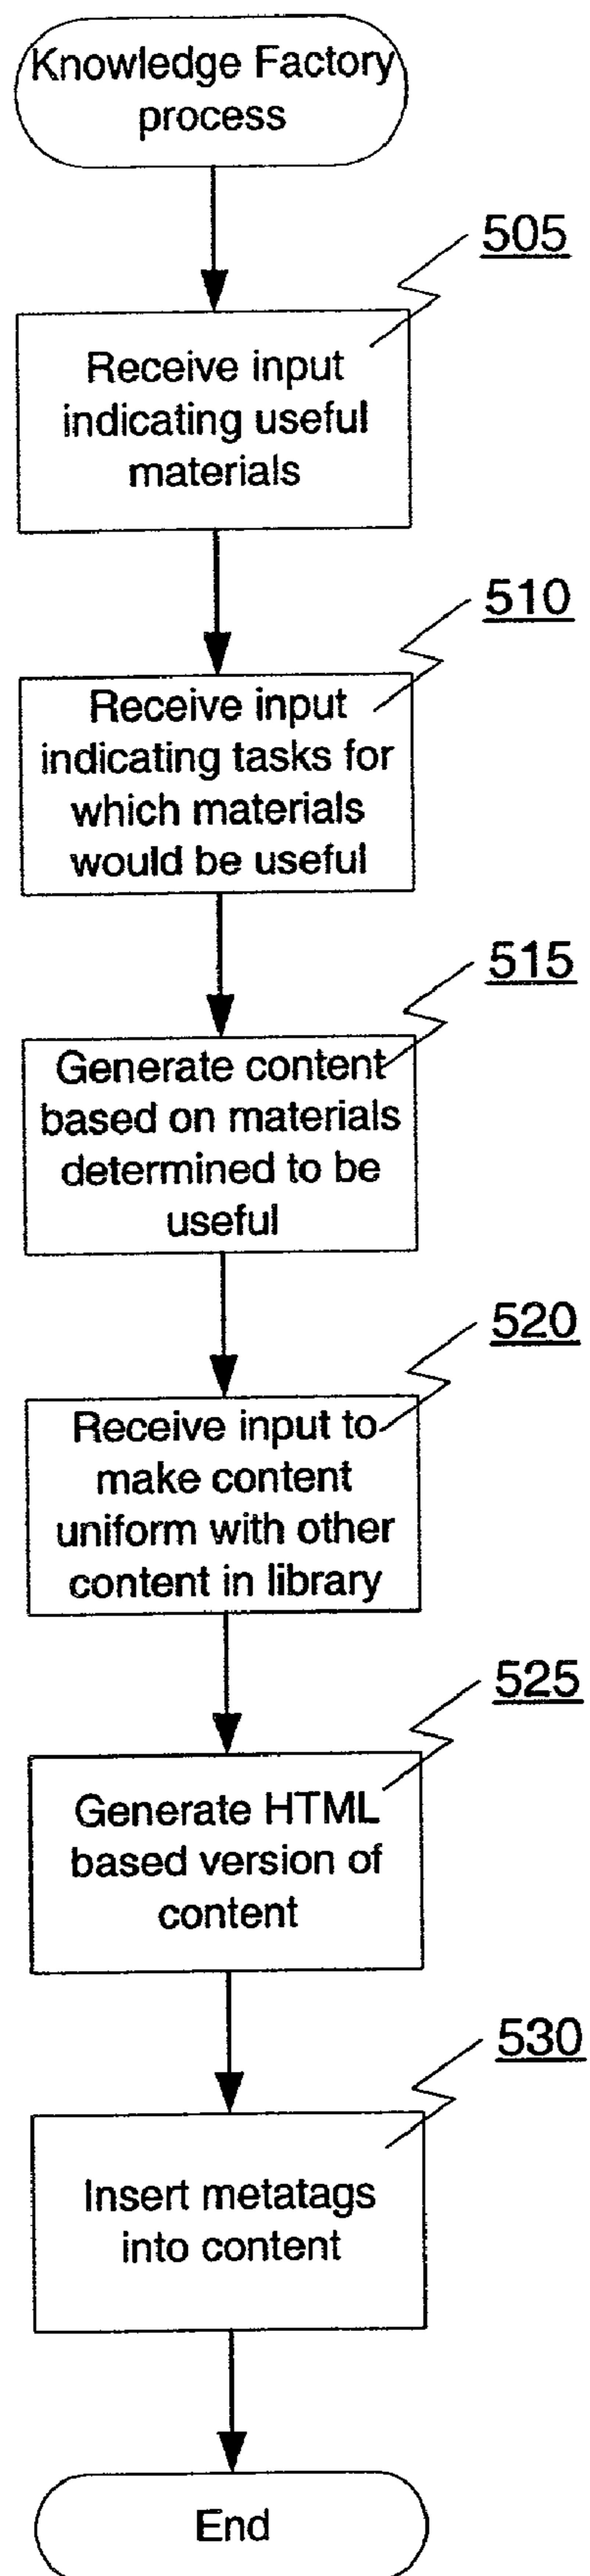 Knowledge Factory
process
505
Receive input
indicating useful
materials
510
Receive input
indicating tasks for
which materials
would be useful
515
Generate content
based on materials
determined to be
useful
520
Receive input to
make content
uniform with other
content in library
525
Generate HTML
based version of
content
530
Insert metatags
into content
End